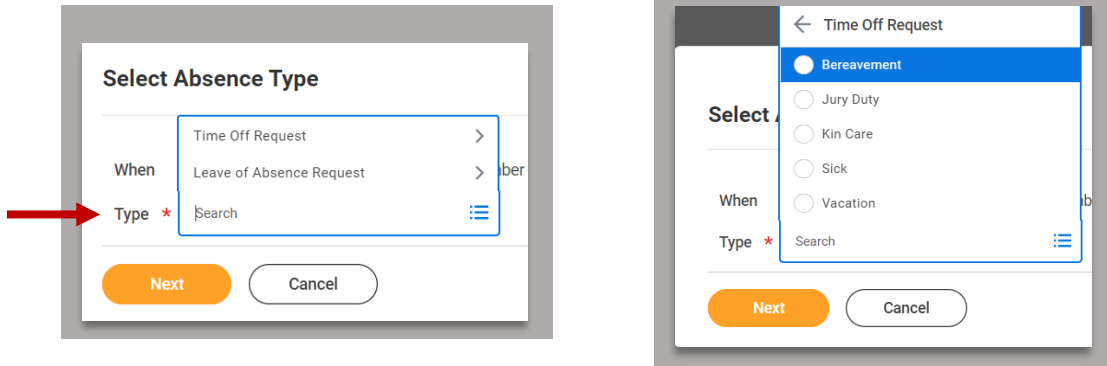 Select Absence Type
Time Off Request
When
Leave of Absence Request
Type *
Search
Next
Cancel
Time Off Request
Bereavement
Jury Duty
Select
Kin Care
Sick
When
Vacation
Type *
Search
Next
Cancel